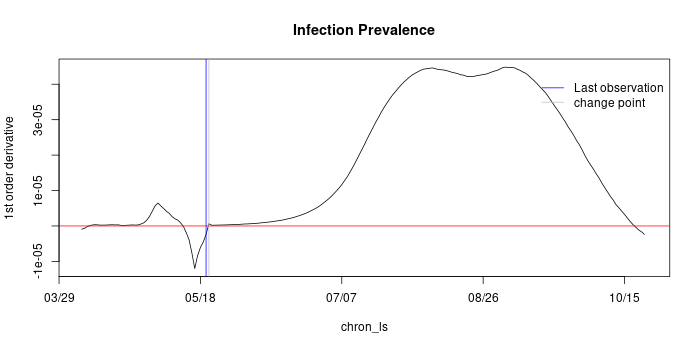 Infection Prevalence
1st order derivative
3e-05
1e-05
-1e-05
Last observation
change point
03/29
05/18
07/07
08/26
10/15
chron_ls